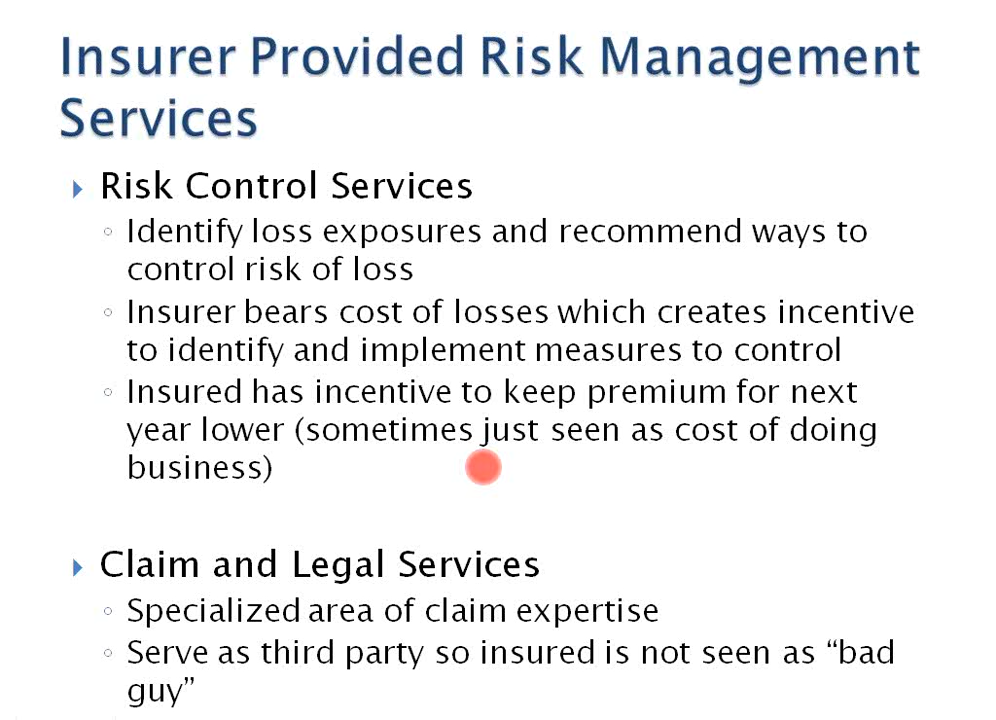 Insurer Provided Risk Management
Services
Risk Control Services
Identify loss exposures and recommend ways to
control risk of loss
Insurer bears cost of losses which creates incentive
to identify and implement measures to control
Insured has incentive to keep premium for next
year lower (sometimes just seen as cost of doing
business)
Claim and Legal Services
Specialized area of claim expertise
Serve as third party so insured is not seen as “bad
guy”